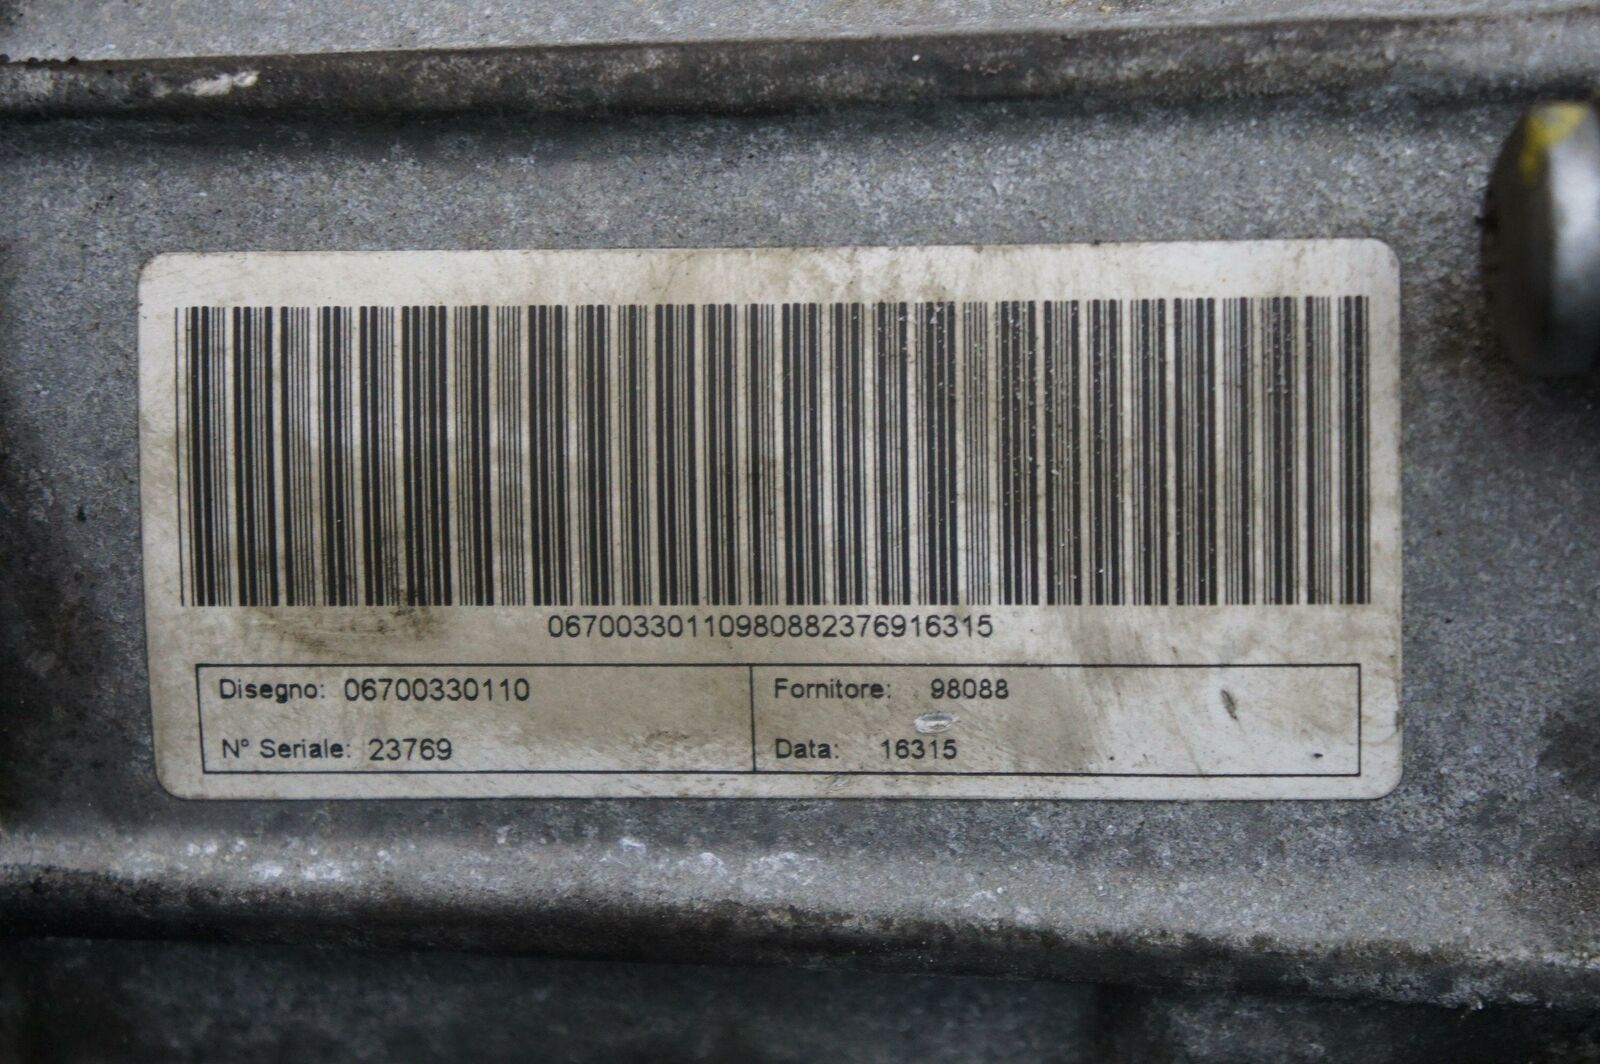 06700330110980882376916315
Disegno: 06700330110
Fornitore: 98088
N° Seriale: 23769
Data: 16315